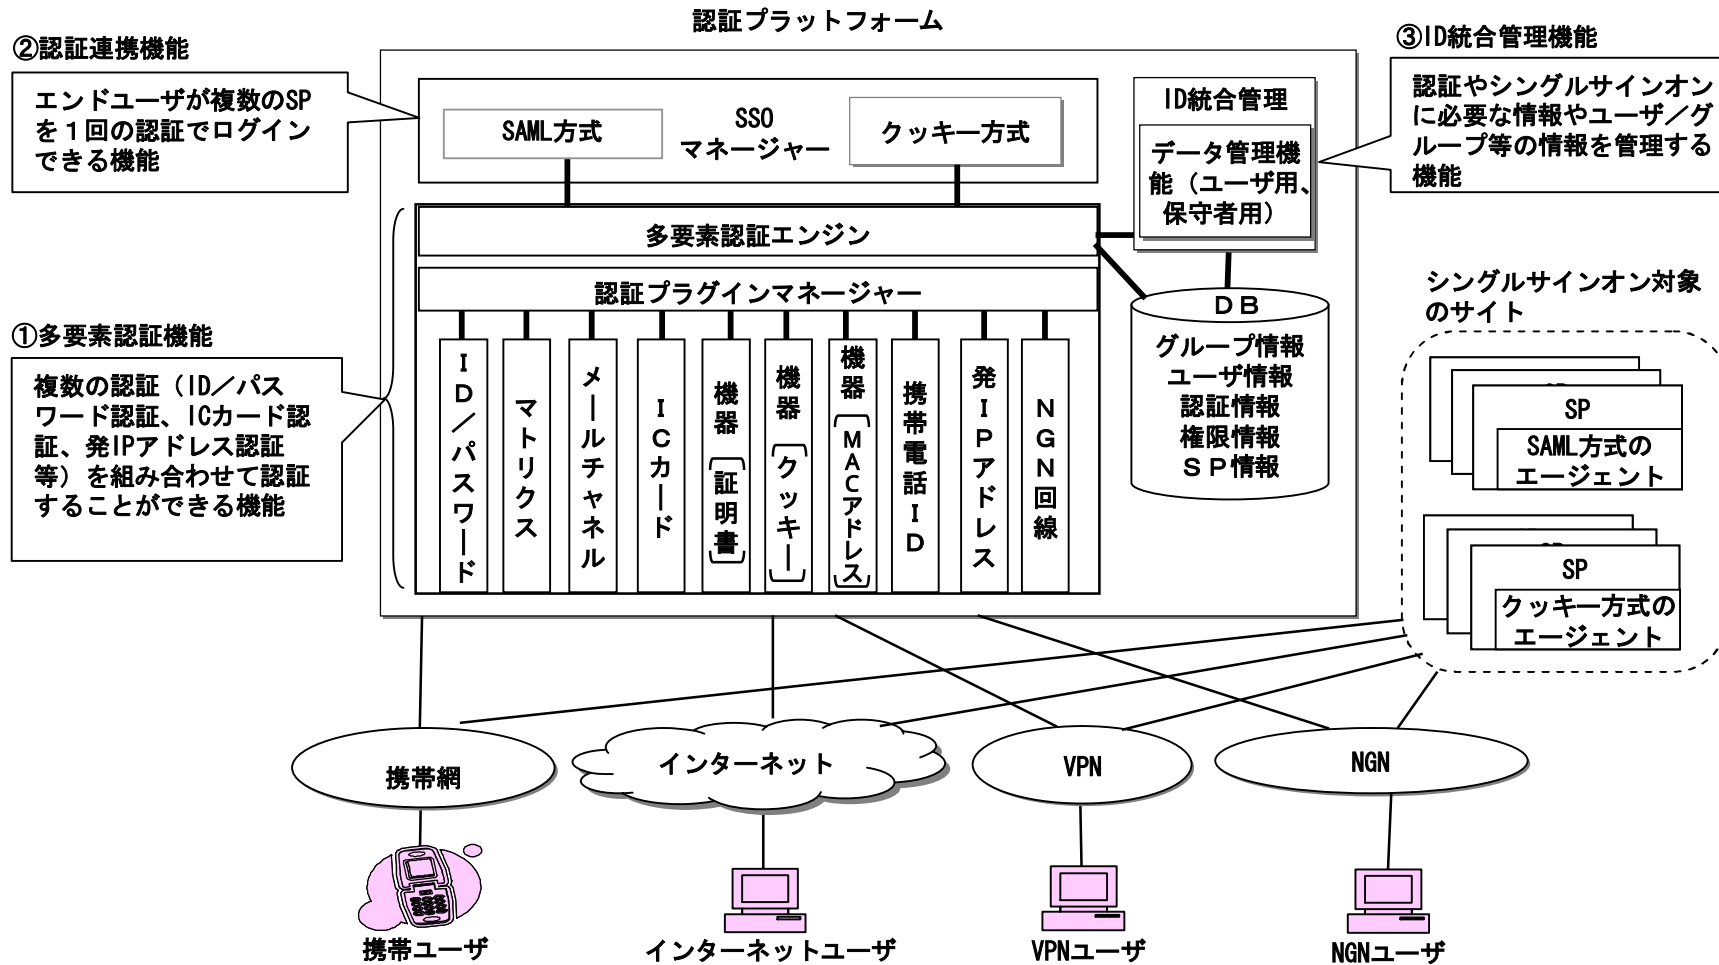 認証プラットフォーム
②認証連携機能
エンドユーザが複数のSP
を１回の認証でログイン
できる機能
SAML方式
SSO
マネージャー
クッキー方式
ID統合管理
データ管理機
能（ユーザ用、
保守者用）
③ID統合管理機能
認証やシングルサインオン
に必要な情報やユーザ／グ
ループ等の情報を管理する
機能
多要素認証エンジン
認証プラグインマネージャー
①多要素認証機能
複数の認証（ID／パス
ワード認証、ICカード認
証、発IPアドレス認証
等）を組み合わせて認証
することができる機能
ＩＤ／パスワード
マトリクス
メールチャネル
ＩＣカード
機器（証明書）
機器（クッキー）
機器（ＭＡＣアドレス）
携帯電話ＩＤ
発ＩＰアドレス
ＮＧＮ回線
ＤＢ
グループ情報
ユーザ情報
認証情報
権限情報
ＳＰ情報
シングルサインオン対象
のサイト
SP
SAML方式の
エージェント
SP
クッキー方式の
エージェント
携帯網
インターネット
VPN
NGN
携帯ユーザ
インターネットユーザ
VPNユーザ
NGNユーザ